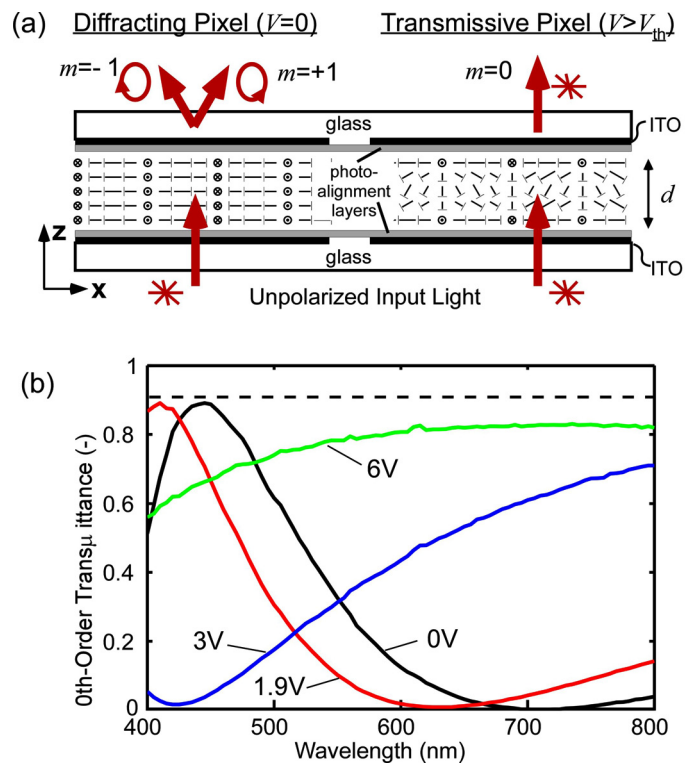 (a)
Diffracting Pixel (V=0)
Transmissive Pixel (V>Vth)
m=- 1
m=+1
m=0
glass
ITO
photo-
alignment
layers
d
z
x
glass
ITO
Unpolarized Input Light
(b)
0th-Order Transμ ittance (-)
1
0.8
0.6
0.4
0.2
0
6V
3V
0V
1.9V
400
500
600
700
800
Wavelength (nm)